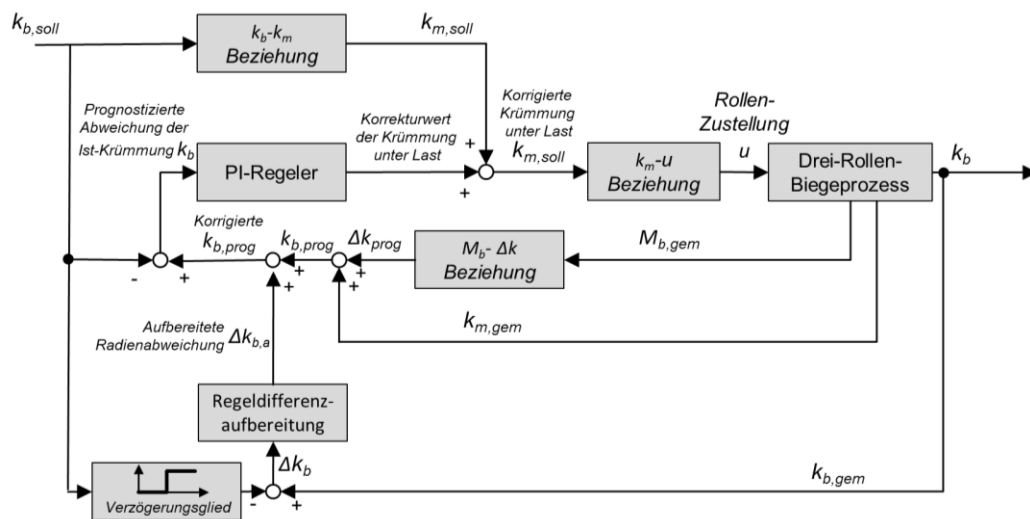 k_b,soll
k_b-k_m
Beziehung
k_m,soll
Prognostizierte
Abweichung der
Ist-Krümmung k_b
PI-Regeler
Korrekturwert
der Krümmung
unter Last
+
+
Korrigierte
Krümmung
unter Last
k_m,soll
k_m-u
Beziehung
Rollen-
Zustellung
u
Drei-Rollen-
Biegeprozess
k_b
-
+
Korrigierte
k_b,prog
+
+
k_b,prog
+
+
Δk_prog
M_b- Δk
Beziehung
M_b,gem
k_m,gem
Aufbereitete
Radienabweichung Δk_b,a
Regeldifferenz-
aufbereitung
Δk_b
Verzögerungsglied
-
+
k_b,gem